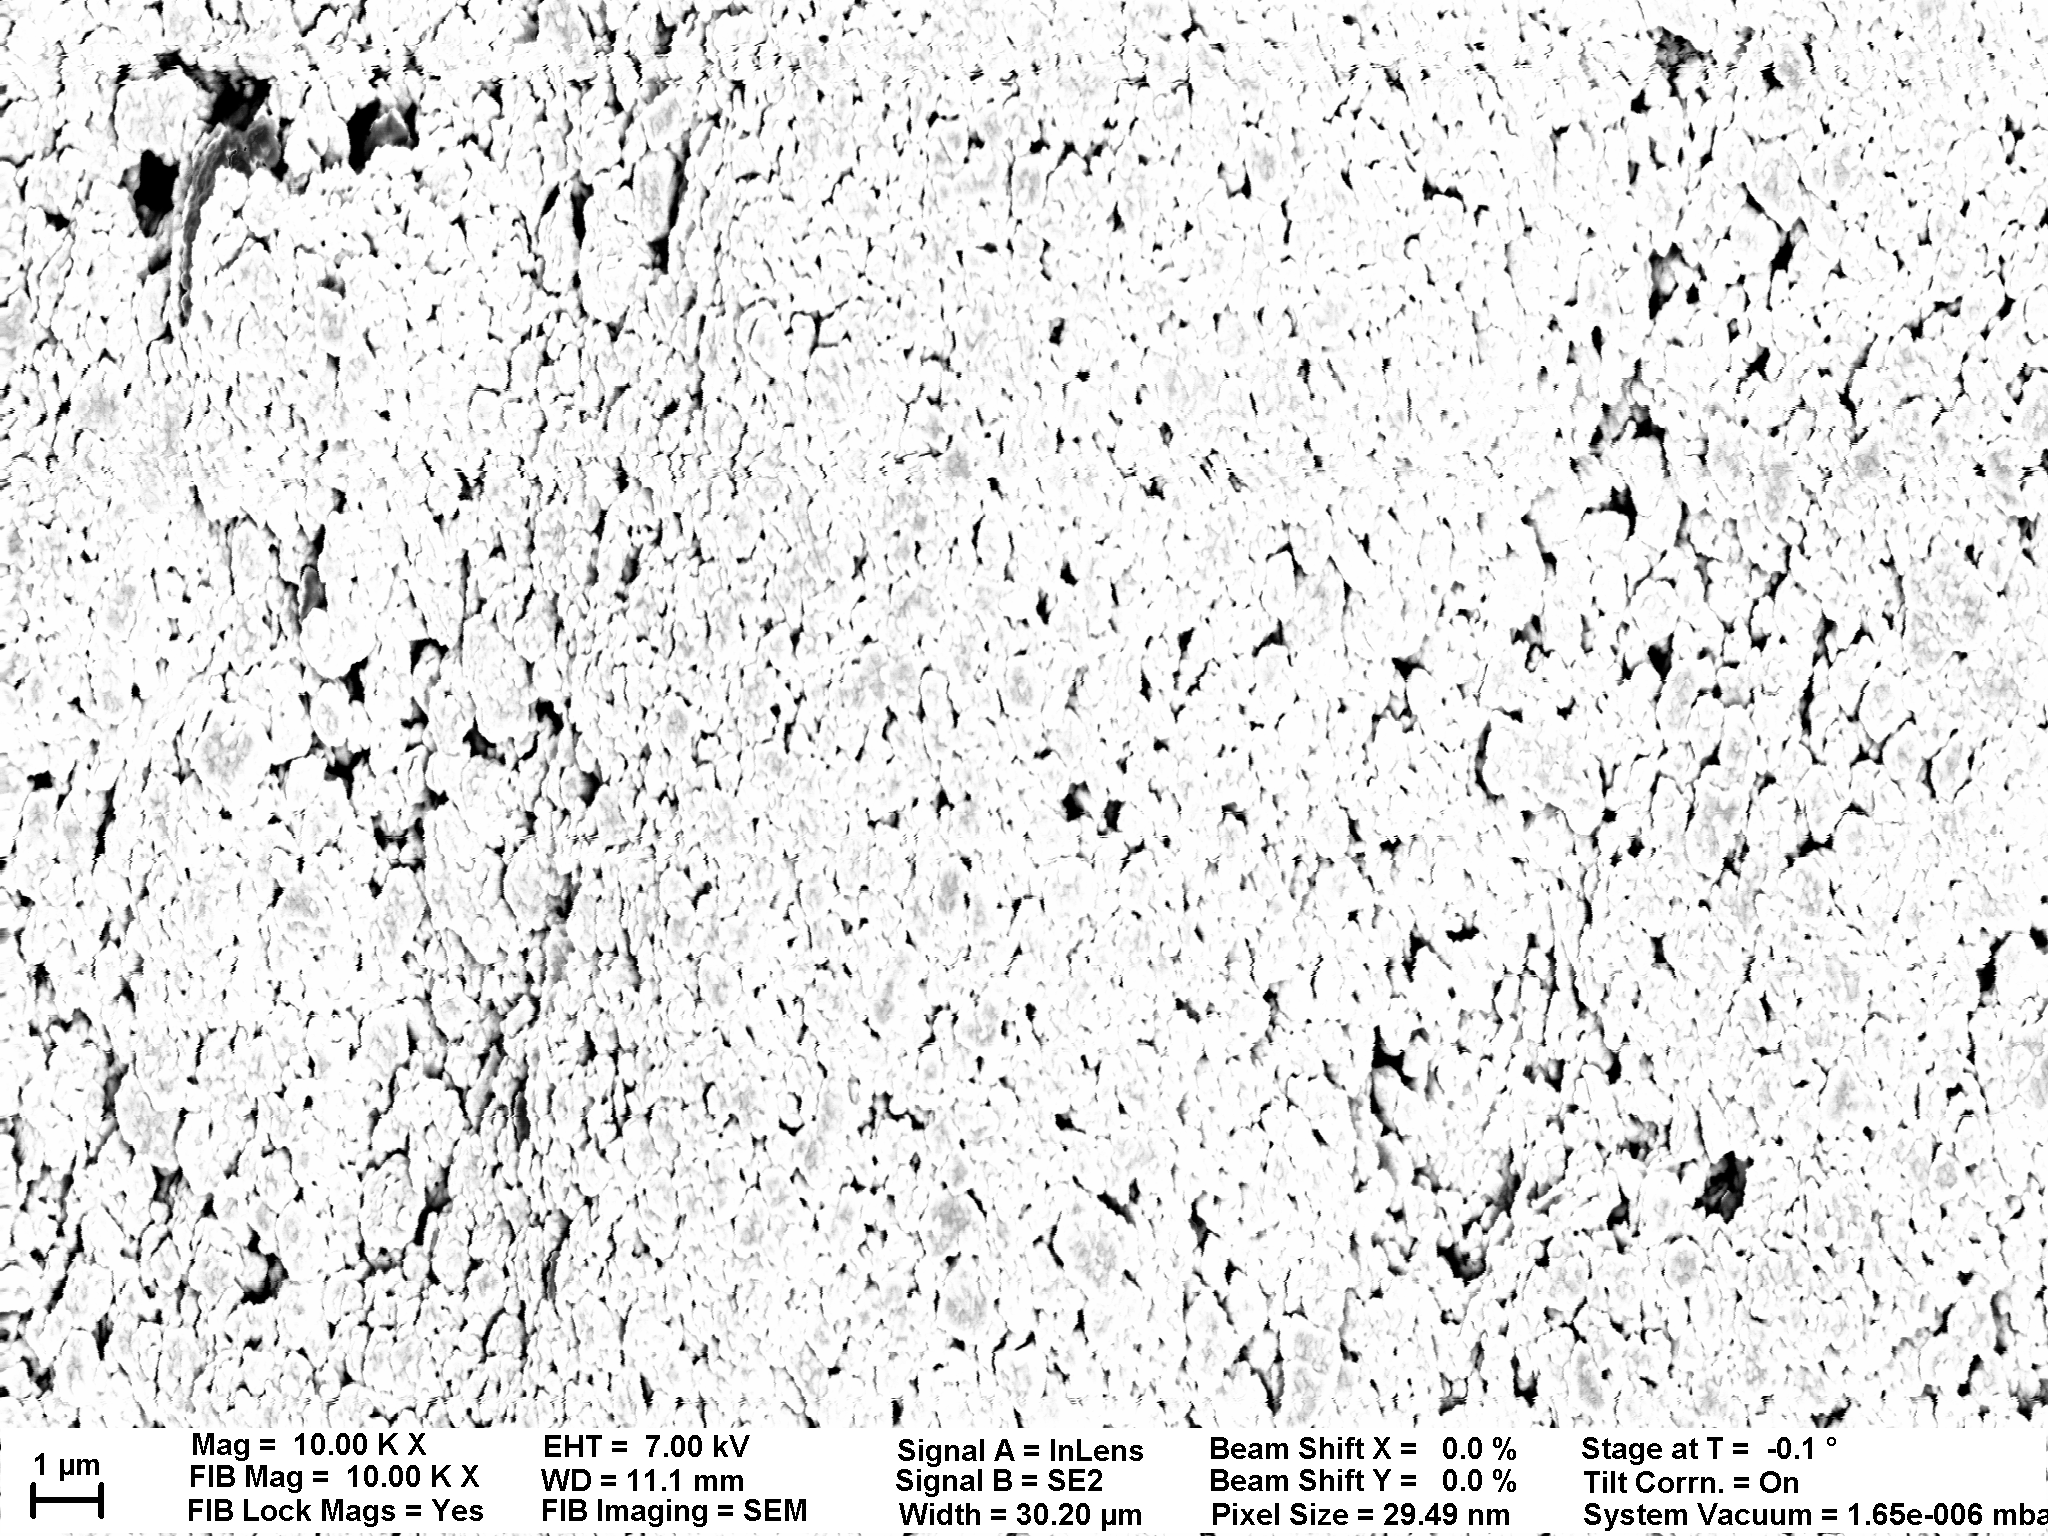 1 µm
Mag = 10.00 K X
FIB Mag = 10.00 K X
FIB Lock Mags = Yes
EHT = 7.00 kV
WD = 11.1 mm
FIB Imaging = SEM
Signal A = InLens
Signal B = SE2
Width = 30.20 µm
Beam Shift X = 0.0 %
Beam Shift Y = 0.0 %
Pixel Size = 29.49 nm
Stage at T = -0.1 °
Tilt Corrn. = On
System Vacuum = 1.65e-006 mba